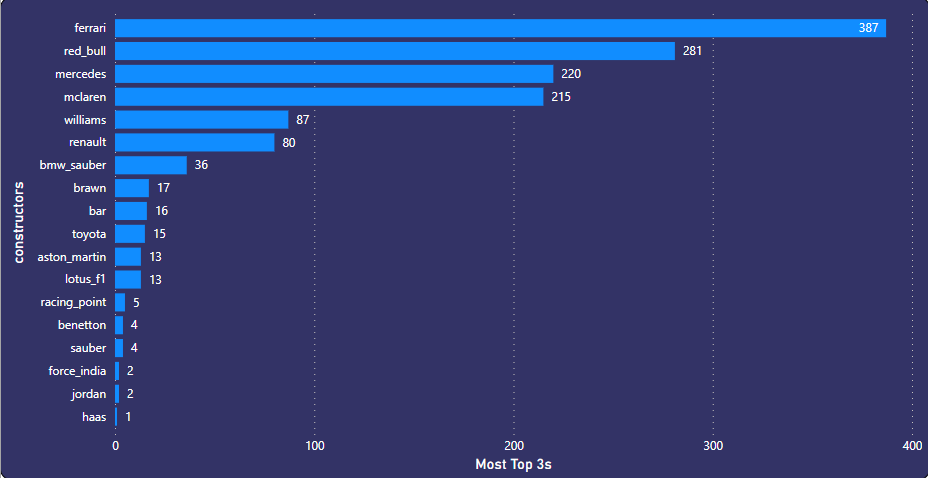 ferrari 387
red_bull 281
mercedes 220
mclaren 215
williams 87
renault 80
bmw_sauber 36
brawn 17
bar 16
toyota 15
aston_martin 13
lotus_f1 13
racing_point 5
benetton 4
sauber 4
force_india 2
jordan 2
haas 1
constructors
0 100 200 300 400
Most Top 3s